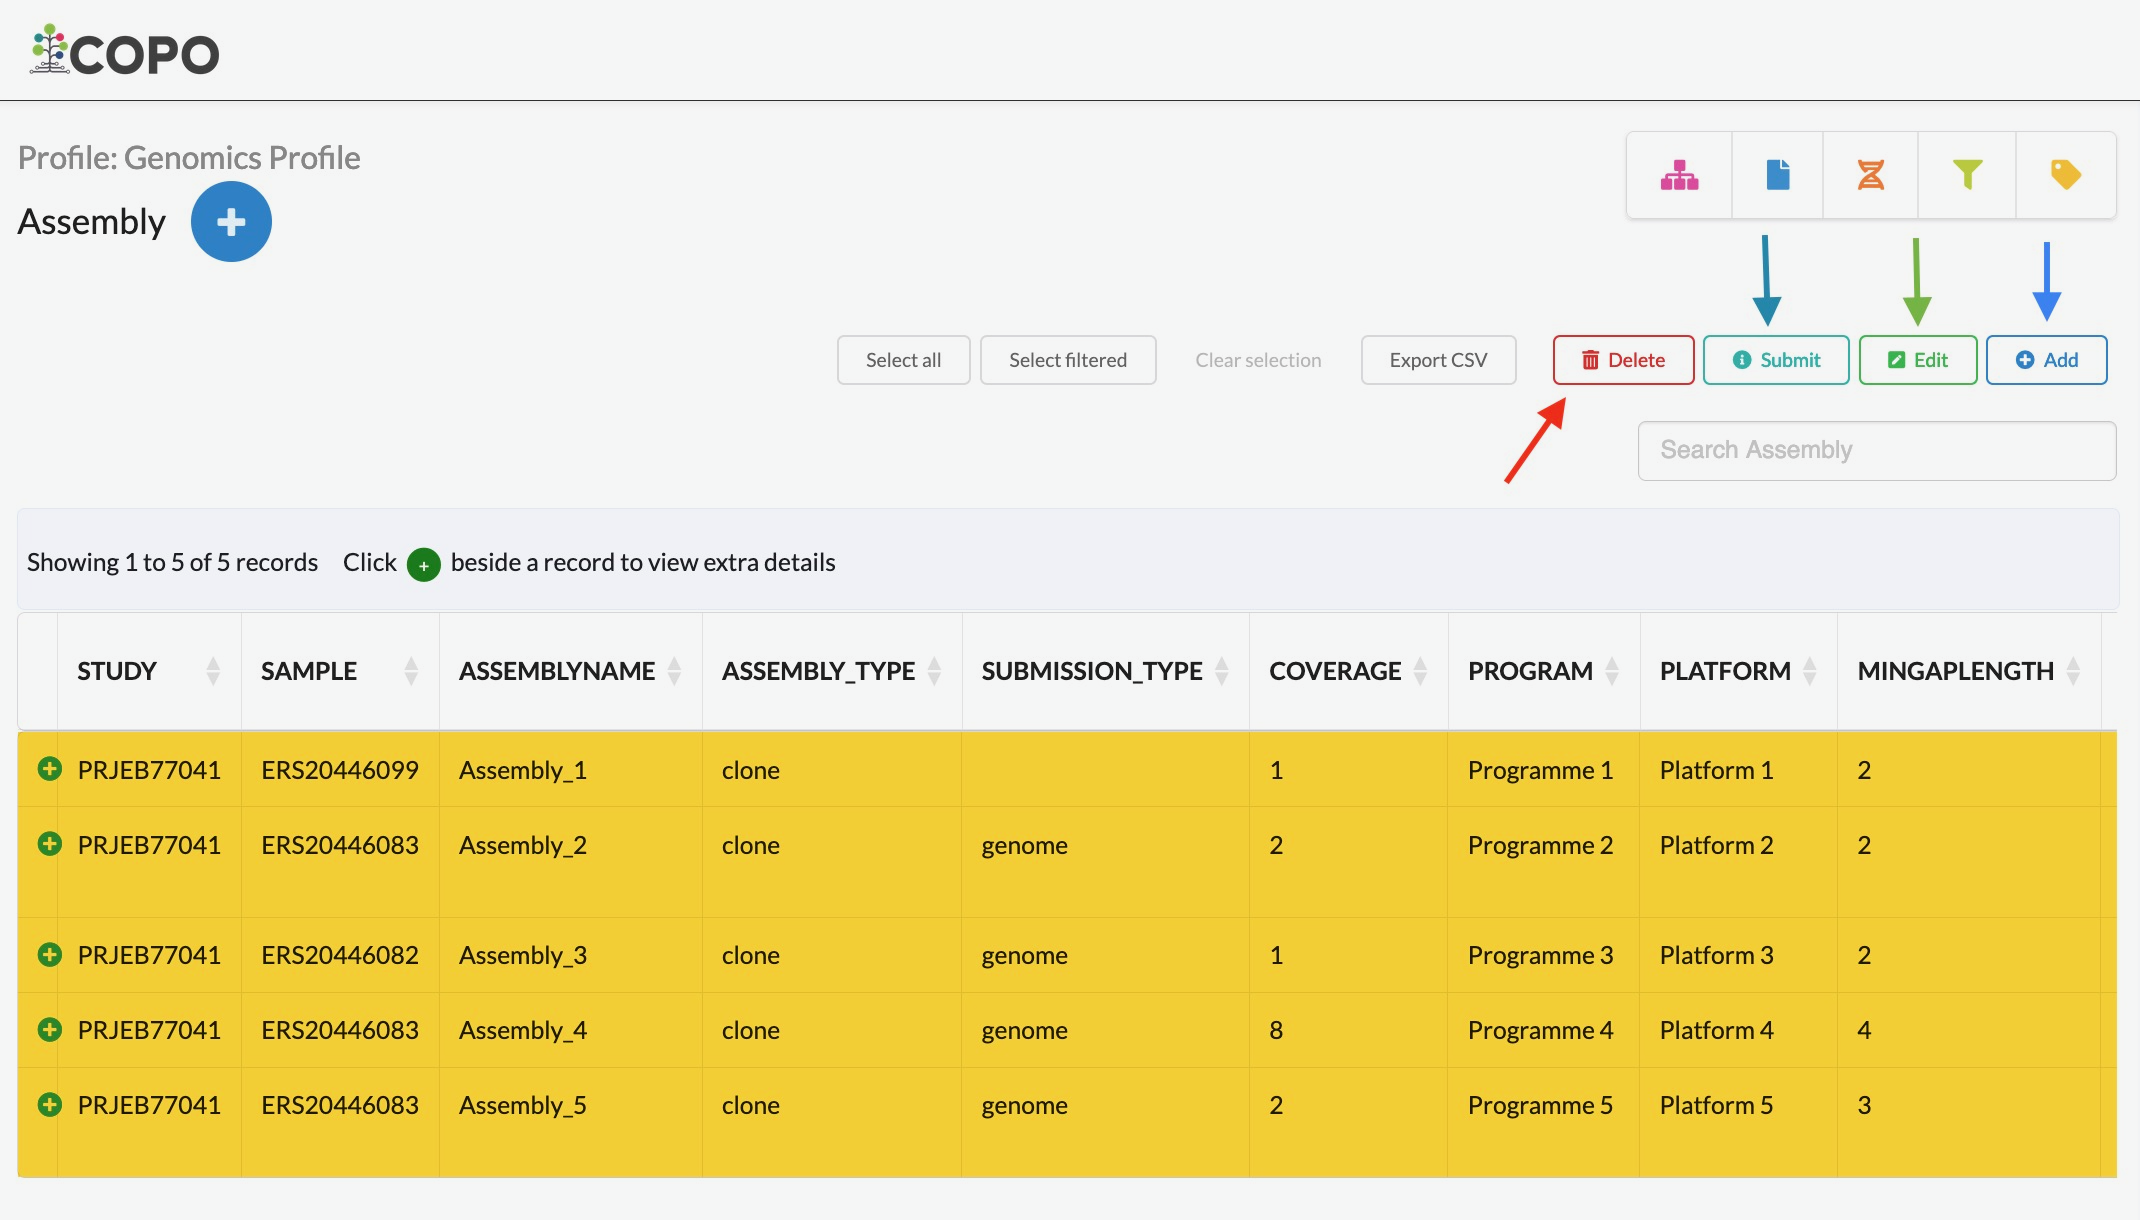 COPO
Profile: Genomics Profile
Assembly
Select all Select filtered Clear selection Export CSV Delete Submit Edit Add
Search Assembly
Showing 1 to 5 of 5 records Click + beside a record to view extra details
STUDY SAMPLE ASSEMBLYNAME ASSEMBLY_TYPE SUBMISSION_TYPE COVERAGE PROGRAM PLATFORM MINGAPLENGTH
PRJEB77041 ERS20446099 Assembly_1 clone 1 Programme 1 Platform 1 2
PRJEB77041 ERS20446083 Assembly_2 clone genome 2 Programme 2 Platform 2 2
PRJEB77041 ERS20446082 Assembly_3 clone genome 1 Programme 3 Platform 3 2
PRJEB77041 ERS20446083 Assembly_4 clone genome 8 Programme 4 Platform 4 4
PRJEB77041 ERS20446083 Assembly_5 clone genome 2 Programme 5 Platform 5 3